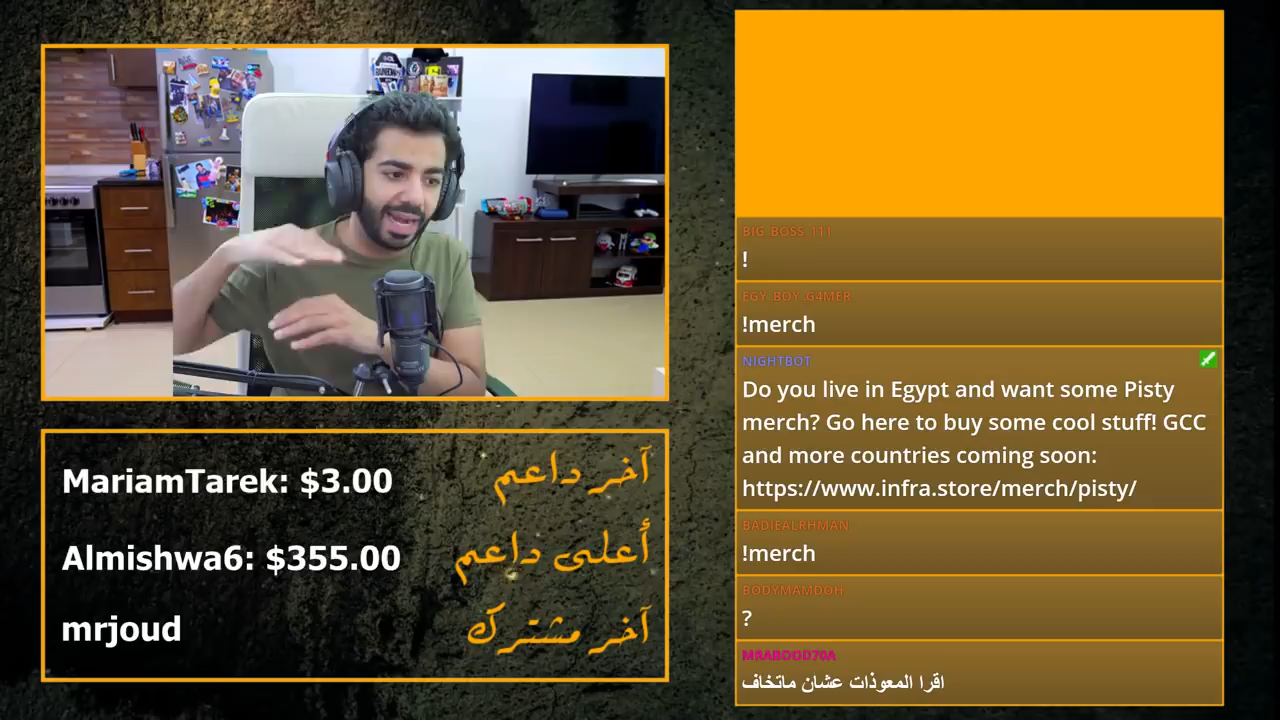 MariamTarek: $3.00
آخر داعم
Almishwa6: $355.00
أعلى داعم
mrjoud
آخر مشترك
BIG_BOSS_111
!
EGY_BOY_G4MER
!merch
NIGHTBOT
Do you live in Egypt and want some Pisty
merch? Go here to buy some cool stuff! GCC
and more countries coming soon:
https://www.infra.store/merch/pisty/
BADIEALRHMAN_
!merch
BODYMAMDOH
?
MRABOOD70A
اقرا المعوذات عشان ماتخاف